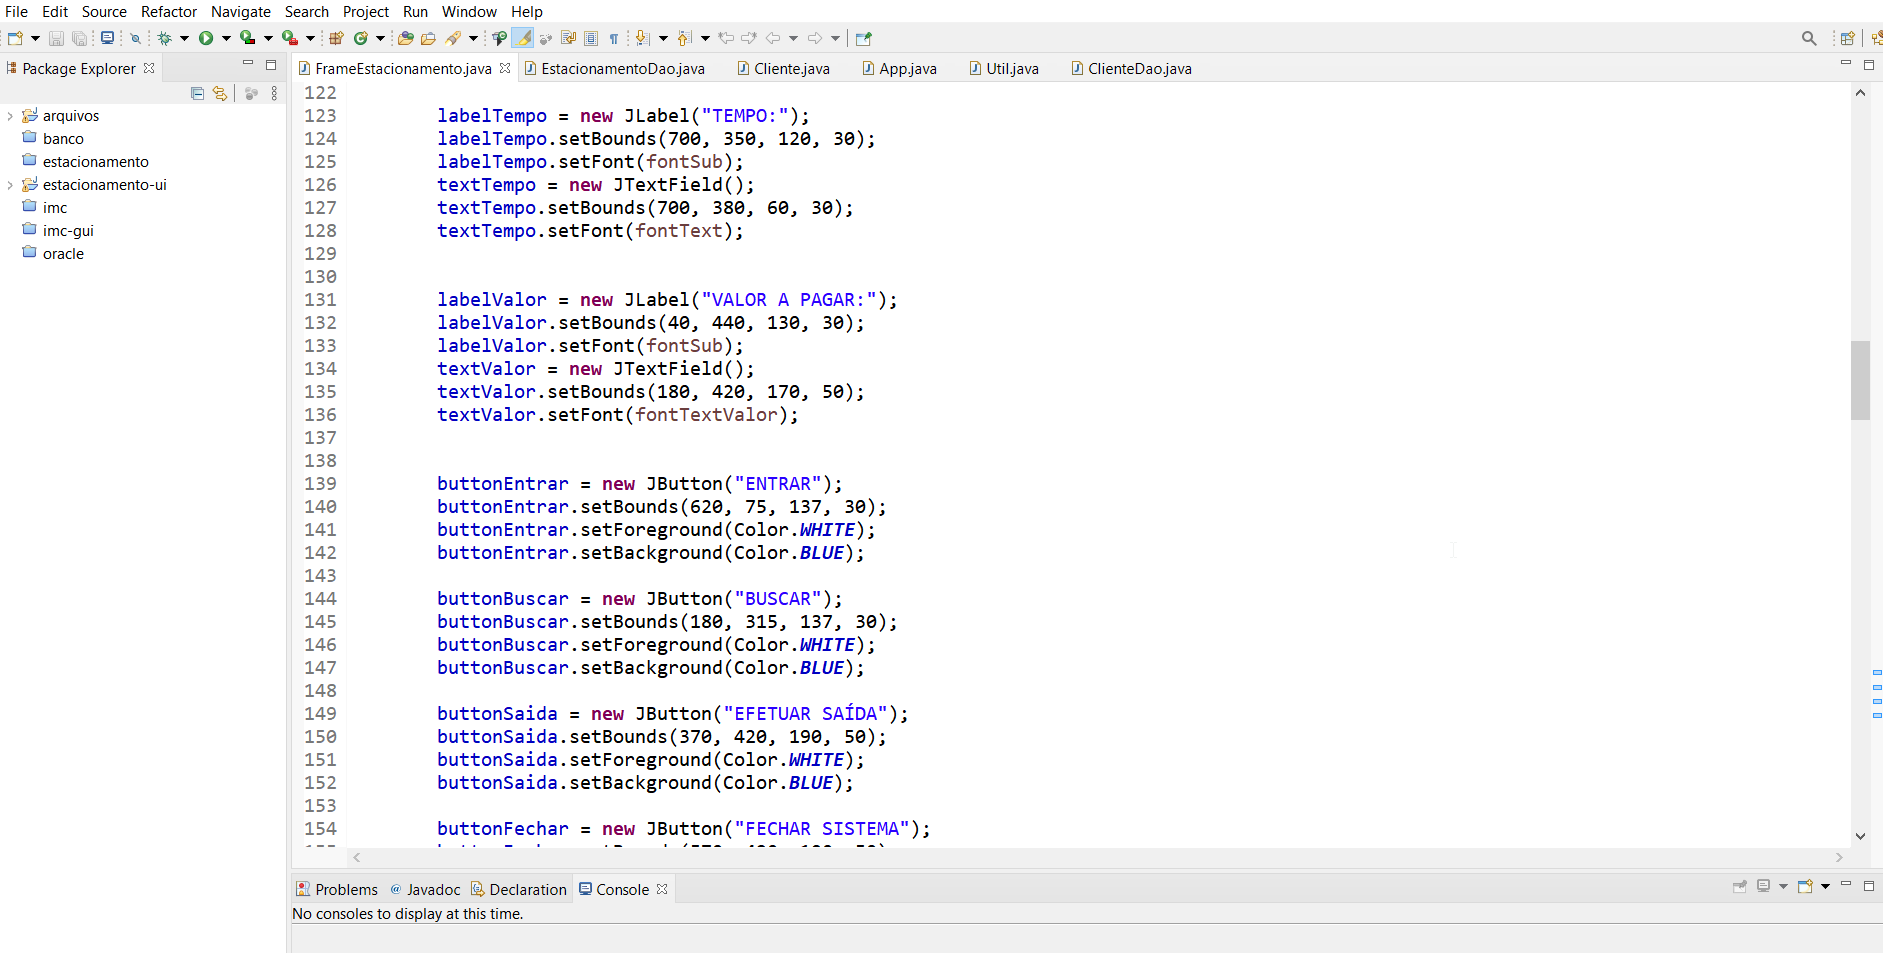 File Edit Source Refactor Navigate Search Project Run Window Help
Package Explorer
arquivos
banco
estacionamento
estacionamento-ui
imc
imc-gui
oracle
FrameEstacionamento.java EstacionamentoDao.java Cliente.java App.java Util.java ClienteDao.java
122
123 labelTempo = new JLabel("TEMPO:");
124 labelTempo.setBounds(700, 350, 120, 30);
125 labelTempo.setFont(fontSub);
126 textTempo = new JTextField();
127 textTempo.setBounds(700, 380, 60, 30);
128 textTempo.setFont(fontText);
129
130
131 labelValor = new JLabel("VALOR A PAGAR:");
132 labelValor.setBounds(40, 440, 130, 30);
133 labelValor.setFont(fontSub);
134 textValor = new JTextField();
135 textValor.setBounds(180, 420, 170, 50);
136 textValor.setFont(fontTextValor);
137
138
139 buttonEntrar = new JButton("ENTRAR");
140 buttonEntrar.setBounds(620, 75, 137, 30);
141 buttonEntrar.setForeground(Color.WHITE);
142 buttonEntrar.setBackground(Color.BLUE);
143
144 buttonBuscar = new JButton("BUSCAR");
145 buttonBuscar.setBounds(180, 315, 137, 30);
146 buttonBuscar.setForeground(Color.WHITE);
147 buttonBuscar.setBackground(Color.BLUE);
148
149 buttonSaida = new JButton("EFETUAR SAÍDA");
150 buttonSaida.setBounds(370, 420, 190, 50);
151 buttonSaida.setForeground(Color.WHITE);
152 buttonSaida.setBackground(Color.BLUE);
153
154 buttonFechar = new JButton("FECHAR SISTEMA");
Problems Javadoc Declaration Console
No consoles to display at this time.